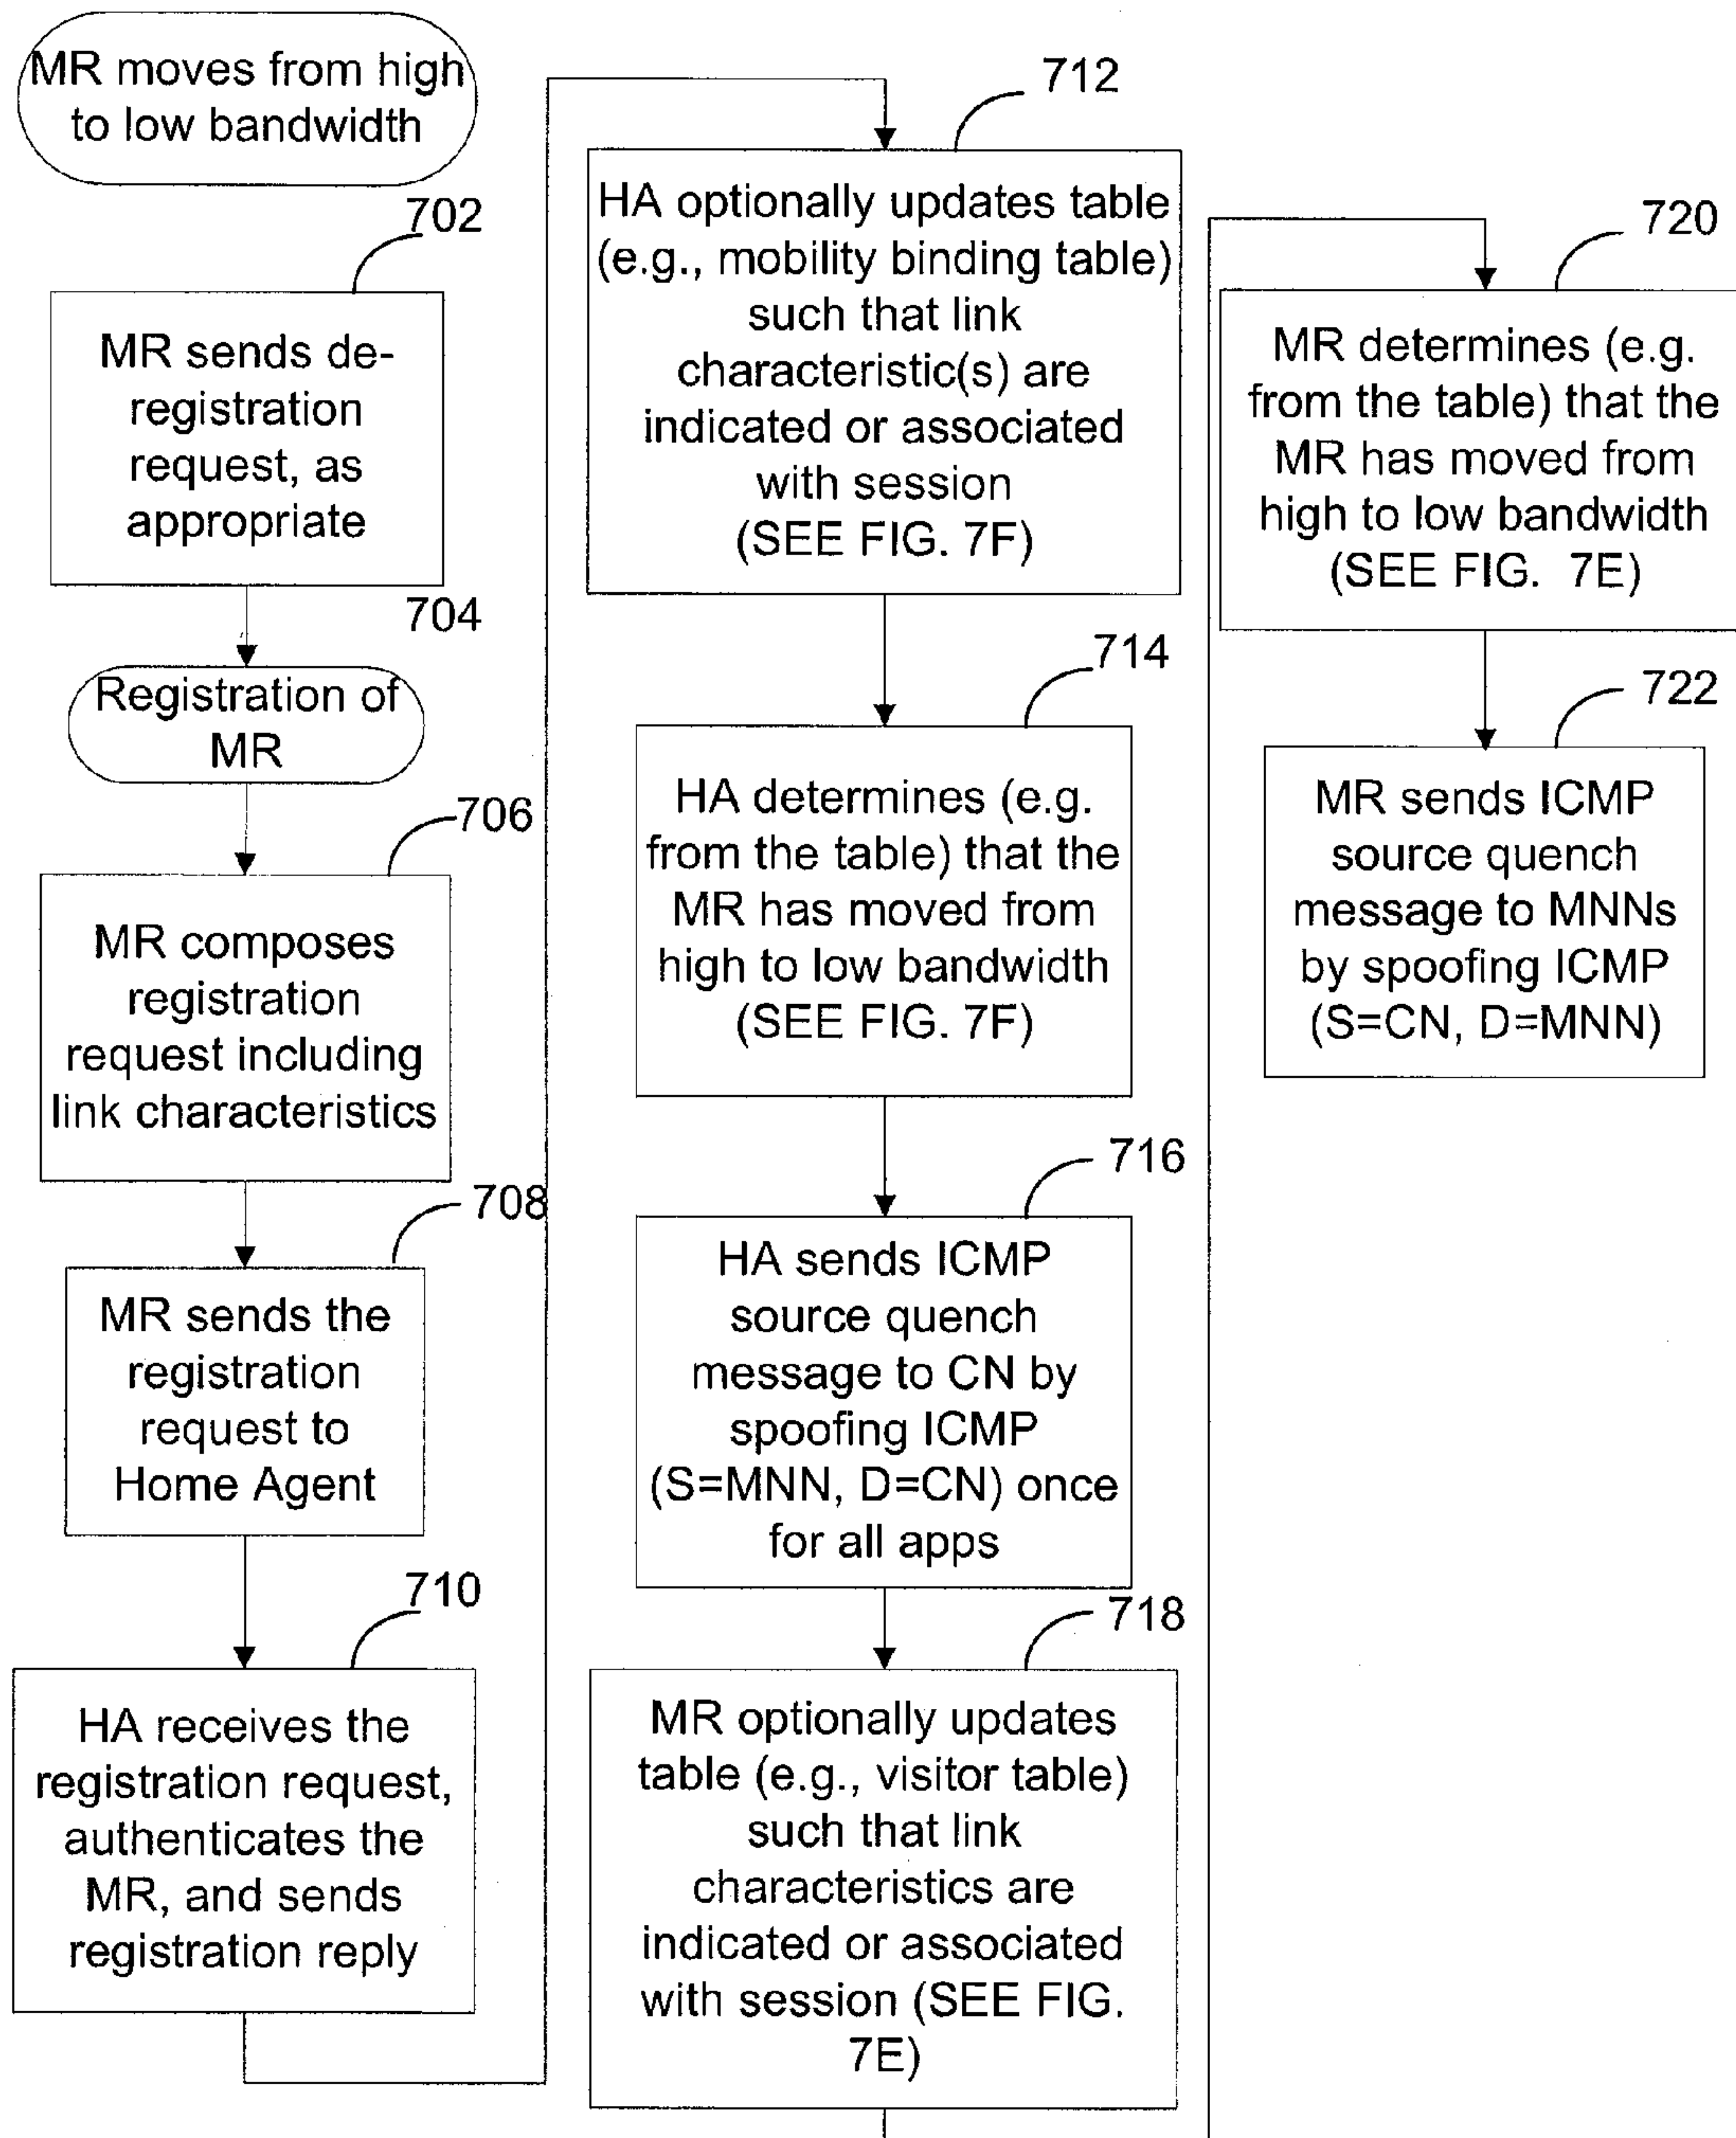 MR moves from high
to low bandwidth
702
MR sends de-
registration
request, as
appropriate
704
Registration of
MR
706
MR composes
registration
request including
link characteristics
708
MR sends the
registration
request to
Home Agent
710
HA receives the
registration request,
authenticates the
MR, and sends
registration reply
712
HA optionally updates table
(e.g., mobility binding table)
such that link
characteristic(s) are
indicated or associated
with session
(SEE FIG. 7F)
714
HA determines (e.g.
from the table) that the
MR has moved from
high to low bandwidth
(SEE FIG. 7F)
716
HA sends ICMP
source quench
message to CN by
spoofing ICMP
(S=MNN, D=CN) once
for all apps
718
MR optionally updates
table (e.g., visitor table)
such that link
characteristics are
indicated or associated
with session (SEE FIG.
7E)
720
MR determines (e.g.
from the table) that the
MR has moved from
high to low bandwidth
(SEE FIG. 7E)
722
MR sends ICMP
source quench
message to MNNs
by spoofing ICMP
(S=CN, D=MNN)